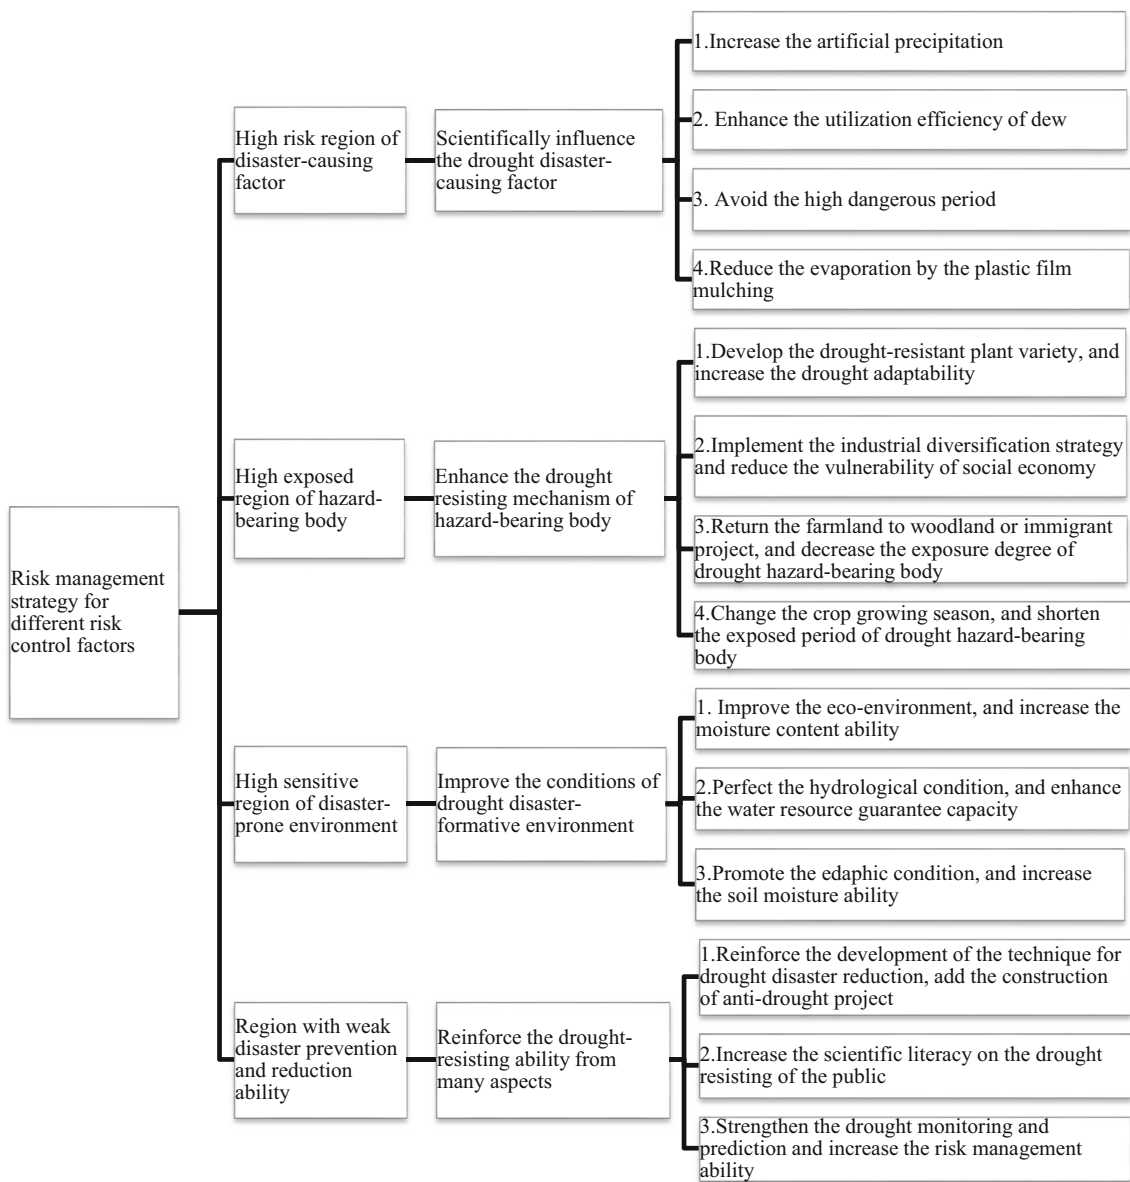 Risk management
strategy for
different risk
control factors
High risk region of
disaster-causing
factor
Scientifically influence
the drought disaster-
causing factor
1.Increase the artificial precipitation
2. Enhance the utilization efficiency of dew
3. Avoid the high dangerous period
4.Reduce the evaporation by the plastic film
mulching
High exposed
region of hazard-
bearing body
Enhance the drought
resisting mechanism of
hazard-bearing body
1.Develop the drought-resistant plant variety, and
increase the drought adaptability
2.Implement the industrial diversification strategy
and reduce the vulnerability of social economy
3.Return the farmland to woodland or immigrant
project, and decrease the exposure degree of
drought hazard-bearing body
4.Change the crop growing season, and shorten
the exposed period of drought hazard-bearing
body
High sensitive
region of disaster-
prone environment
Improve the conditions of
drought disaster-
formative environment
1. Improve the eco-environment, and increase the
moisture content ability
2.Perfect the hydrological condition, and enhance
the water resource guarantee capacity
3.Promote the edaphic condition, and increase
the soil moisture ability
Region with weak
disaster prevention
and reduction
ability
Reinforce the drought-
resisting ability from
many aspects
1.Reinforce the development of the technique for
drought disaster reduction, add the construction
of anti-drought project
2.Increase the scientific literacy on the drought
resisting of the public
3.Strengthen the drought monitoring and
prediction and increase the risk management
ability